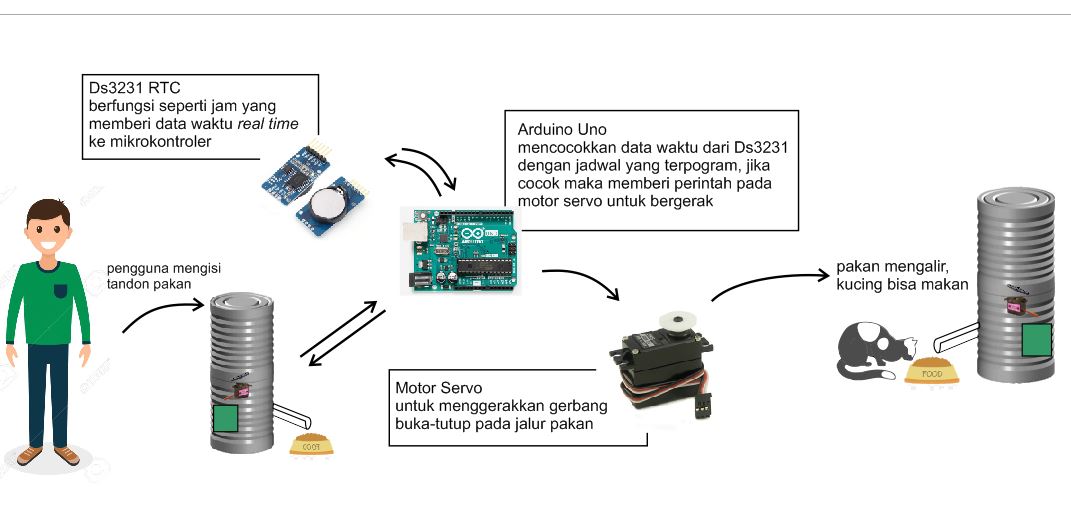 Ds3231 RTC
berfungsi seperti jam yang
memberi data waktu real time
ke mikrokontroler
Arduino Uno
mencocokkan data waktu dari Ds3231
dengan jadwal yang terpogram, jika
cocok maka memberi perintah pada
motor servo untuk bergerak
pengguna mengisi
tandon pakan
pakan mengalir,
kucing bisa makan
Motor Servo
untuk menggerakkan gerbang
buka-tutup pada jalur pakan
FOOD